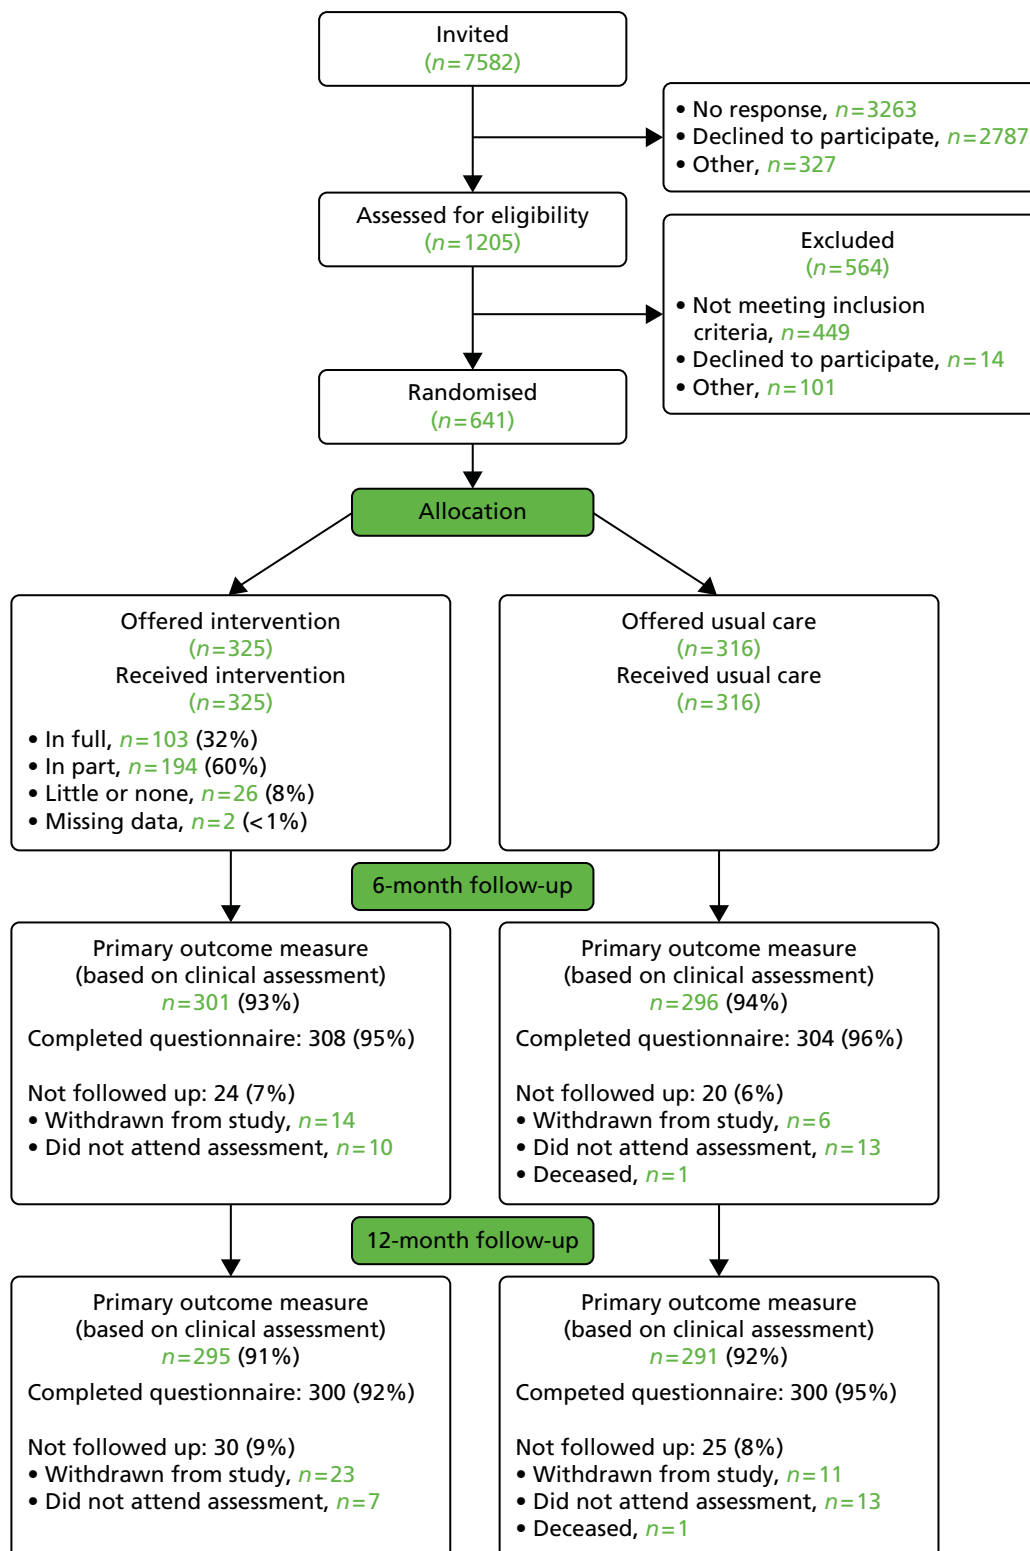 Invited
(n=7582)
• No response, n=3263
• Declined to participate, n=2787
• Other, n=327
Assessed for eligibility
(n=1205)
Excluded
(n=564)
• Not meeting inclusion
criteria, n=449
• Declined to participate, n=14
• Other, n=101
Randomised
(n=641)
Allocation
Offered intervention
(n=325)
Received intervention
(n=325)
• In full, n=103 (32%)
• In part, n=194 (60%)
• Little or none, n=26 (8%)
• Missing data, n=2 (<1%)
Offered usual care
(n=316)
Received usual care
(n=316)
6-month follow-up
Primary outcome measure
(based on clinical assessment)
n=301 (93%)
Completed questionnaire: 308 (95%)
Not followed up: 24 (7%)
• Withdrawn from study, n=14
• Did not attend assessment, n=10
Primary outcome measure
(based on clinical assessment)
n=296 (94%)
Completed questionnaire: 304 (96%)
Not followed up: 20 (6%)
• Withdrawn from study, n=6
• Did not attend assessment, n=13
• Deceased, n=1
12-month follow-up
Primary outcome measure
(based on clinical assessment)
n=295 (91%)
Completed questionnaire: 300 (92%)
Not followed up: 30 (9%)
• Withdrawn from study, n=23
• Did not attend assessment, n=7
Primary outcome measure
(based on clinical assessment)
n=291 (92%)
Competed questionnaire: 300 (95%)
Not followed up: 25 (8%)
• Withdrawn from study, n=11
• Did not attend assessment, n=13
• Deceased, n=1